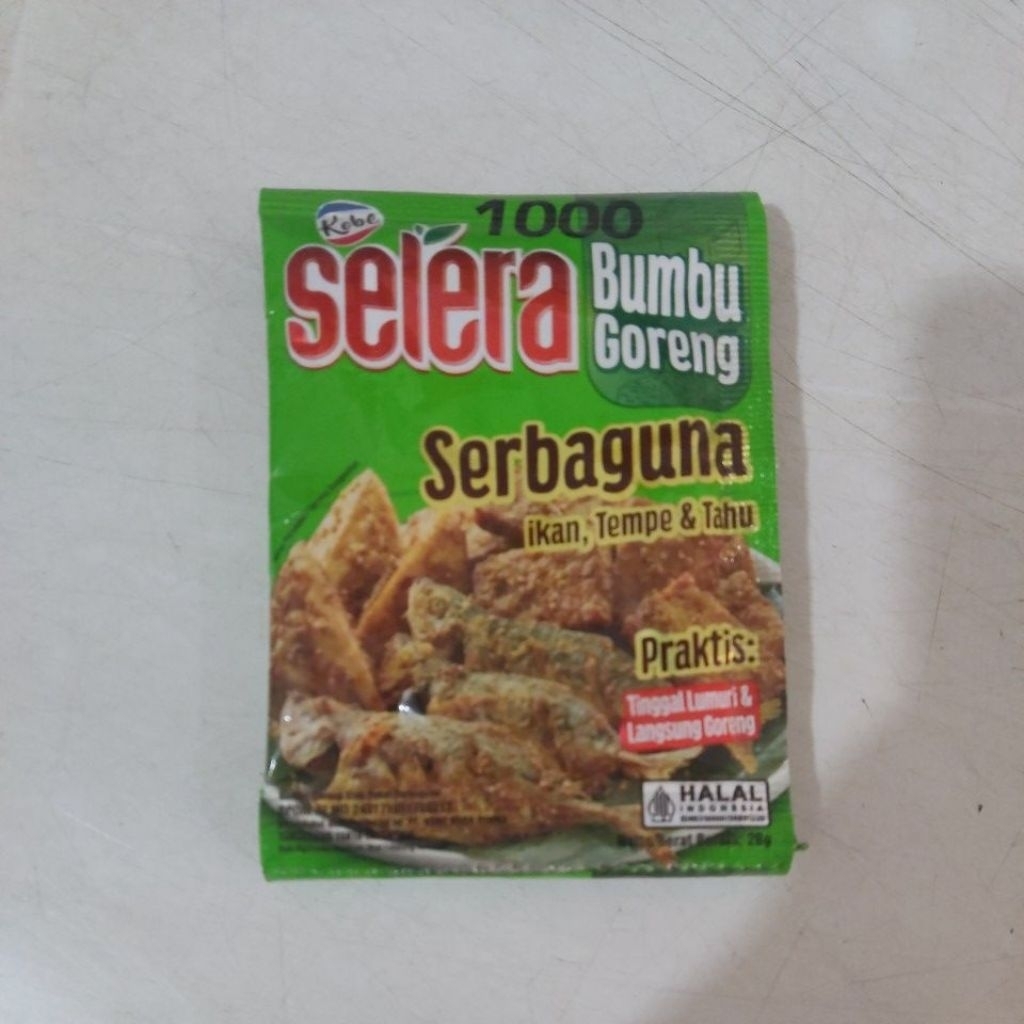 1000
Kobe
selera
Bumbu
Goreng
Serbaguna
ikan, Tempe & Tahu
Praktis:
Tinggal Lumuri &
Langsung Goreng
HALAL
INDONESIA